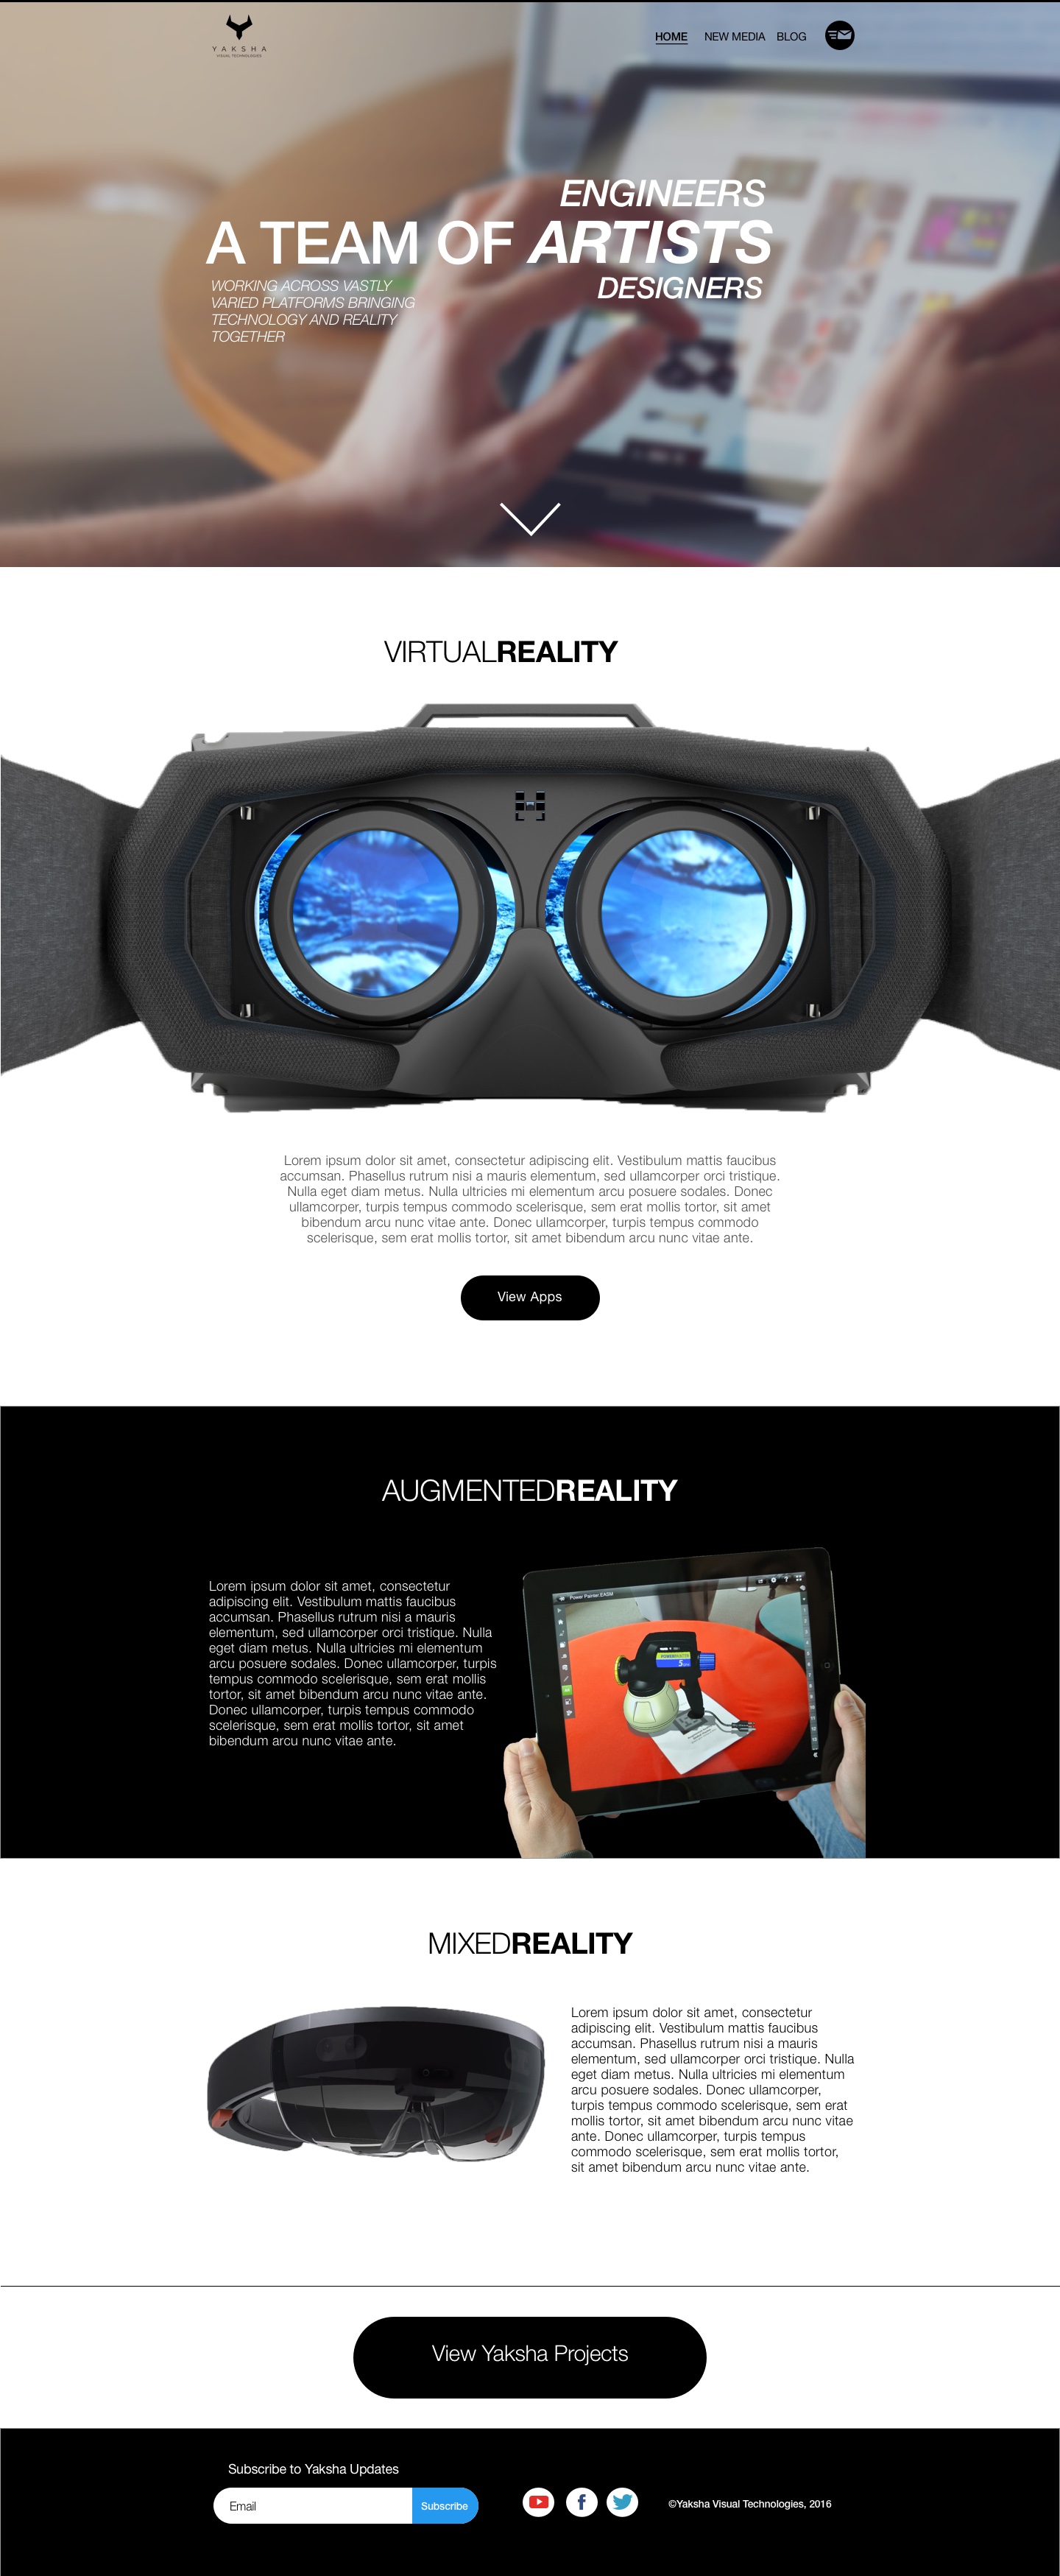 YAKSHA
VISUAL TECHNOLOGIES
HOME NEW MEDIA BLOG
ENGINEERS
A TEAM OF ARTISTS
DESIGNERS
WORKING ACROSS VASTLY
VARIED PLATFORMS BRINGING
TECHNOLOGY AND REALITY
TOGETHER
VIRTUALREALITY
Lorem ipsum dolor sit amet, consectetur adipiscing elit. Vestibulum mattis faucibus
accumsan. Phasellus rutrum nisi a mauris elementum, sed ullamcorper orci tristique.
Nulla eget diam metus. Nulla ultricies mi elementum arcu posuere sodales. Donec
ullamcorper, turpis tempus commodo scelerisque, sem erat mollis tortor, sit amet
bibendum arcu nunc vitae ante. Donec ullamcorper, turpis tempus commodo
scelerisque, sem erat mollis tortor, sit amet bibendum arcu nunc vitae ante.
View Apps
AUGMENTEDREALITY
Lorem ipsum dolor sit amet, consectetur
adipiscing elit. Vestibulum mattis faucibus
accumsan. Phasellus rutrum nisi a mauris
elementum, sed ullamcorper orci tristique. Nulla
eget diam metus. Nulla ultricies mi elementum
arcu posuere sodales. Donec ullamcorper, turpis
tempus commodo scelerisque, sem erat mollis
tortor, sit amet bibendum arcu nunc vitae ante.
Donec ullamcorper, turpis tempus commodo
scelerisque, sem erat mollis tortor, sit amet
bibendum arcu nunc vitae ante.
Power Painter EASM
MIXEDREALITY
Lorem ipsum dolor sit amet, consectetur
adipiscing elit. Vestibulum mattis faucibus
accumsan. Phasellus rutrum nisi a mauris
elementum, sed ullamcorper orci tristique. Nulla
eget diam metus. Nulla ultricies mi elementum
arcu posuere sodales. Donec ullamcorper,
turpis tempus commodo scelerisque, sem erat
mollis tortor, sit amet bibendum arcu nunc vitae
ante. Donec ullamcorper, turpis tempus
commodo scelerisque, sem erat mollis tortor,
sit amet bibendum arcu nunc vitae ante.
View Yaksha Projects
Subscribe to Yaksha Updates
Email
Subscribe
©Yaksha Visual Technologies, 2016